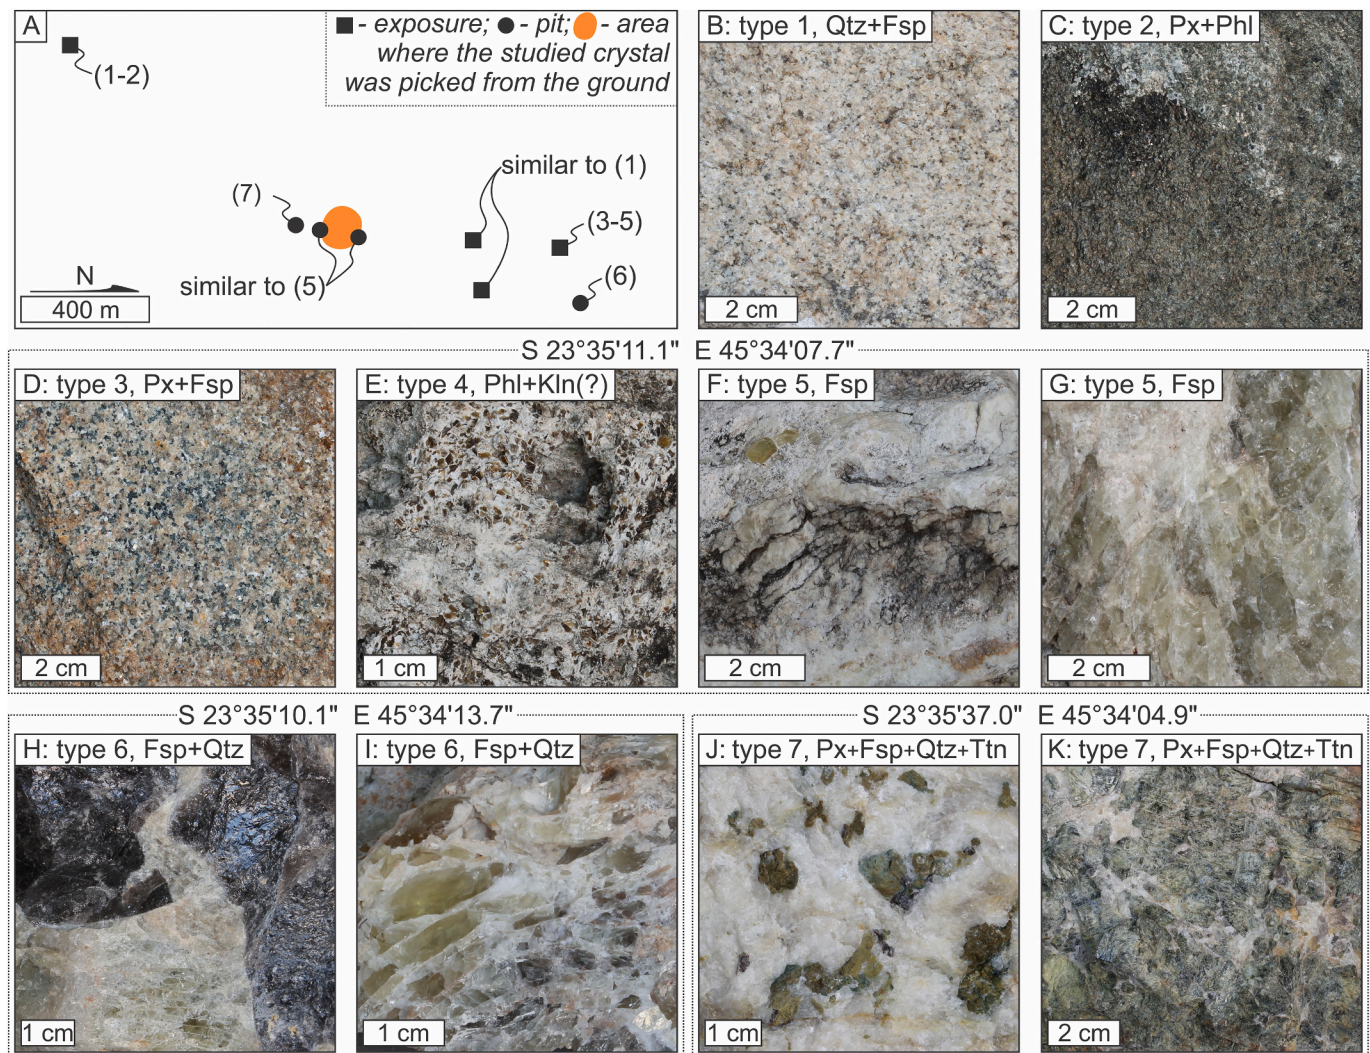 A
■ - exposure; ● - pit; - area
where the studied crystal
was picked from the ground
(1-2)
similar to (1)
(7)
(3-5)
(6)
similar to (5)
N
400 m
B: type 1, Qtz+Fsp
2 cm
C: type 2, Px+Phl
2 cm
S 23°35'11.1" E 45°34'07.7"
D: type 3, Px+Fsp
2 cm
E: type 4, Phl+Kln(?)
1 cm
F: type 5, Fsp
2 cm
G: type 5, Fsp
2 cm
S 23°35'10.1" E 45°34'13.7"
H: type 6, Fsp+Qtz
1 cm
I: type 6, Fsp+Qtz
1 cm
S 23°35'37.0" E 45°34'04.9"
J: type 7, Px+Fsp+Qtz+Ttn
1 cm
K: type 7, Px+Fsp+Qtz+Ttn
2 cm